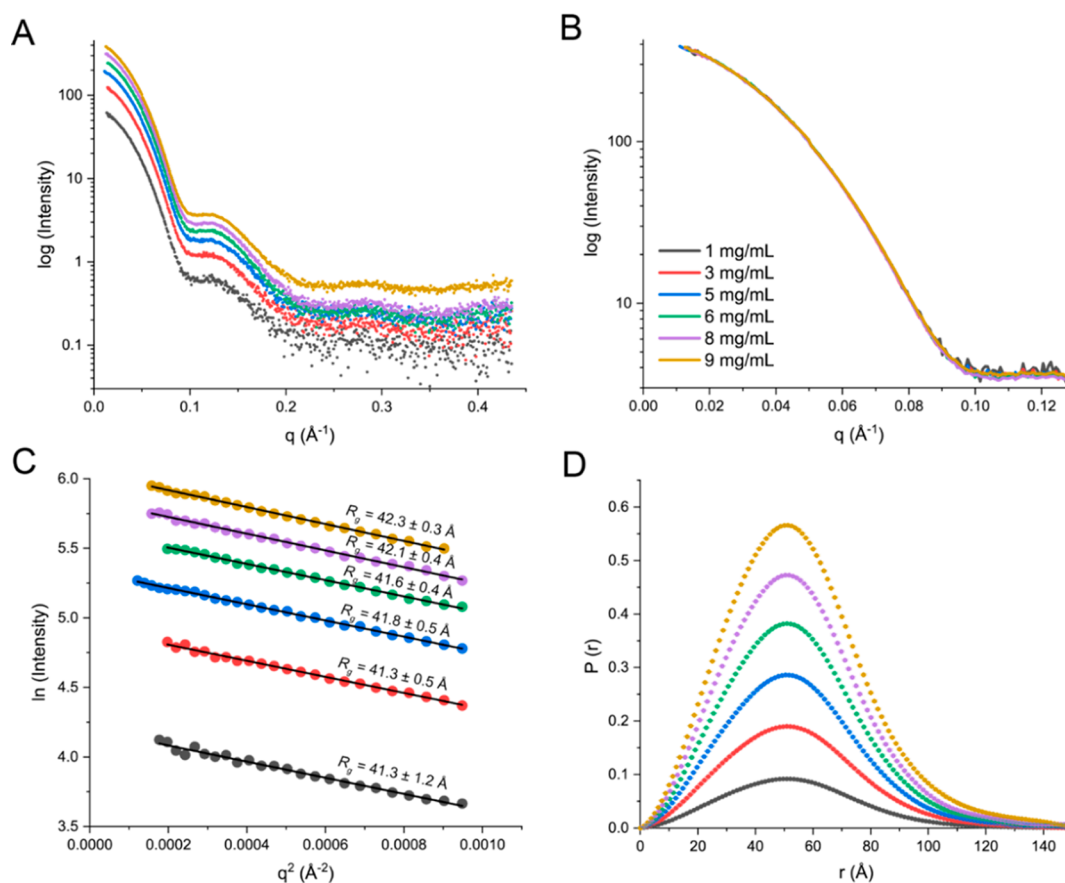 A
100
10
1
0.1
log (Intensity)
0.0
0.1
0.2
0.3
0.4
q (Å⁻¹)
B
100
10
log (Intensity)
1 mg/mL
3 mg/mL
5 mg/mL
6 mg/mL
8 mg/mL
9 mg/mL
0.00
0.02
0.04
0.06
0.08
0.10
0.12
q (Å⁻¹)
C
6.0
5.5
5.0
4.5
4.0
3.5
ln (Intensity)
Rg = 42.3 ± 0.3 Å
Rg = 42.1 ± 0.4 Å
Rg = 41.6 ± 0.4 Å
Rg = 41.8 ± 0.5 Å
Rg = 41.3 ± 0.5 Å
Rg = 41.3 ± 1.2 Å
0.0000
0.0002
0.0004
0.0006
0.0008
0.0010
q² (Å⁻²)
D
0.6
0.5
0.4
0.3
0.2
0.1
0.0
P (r)
0
20
40
60
80
100
120
140
r (Å)